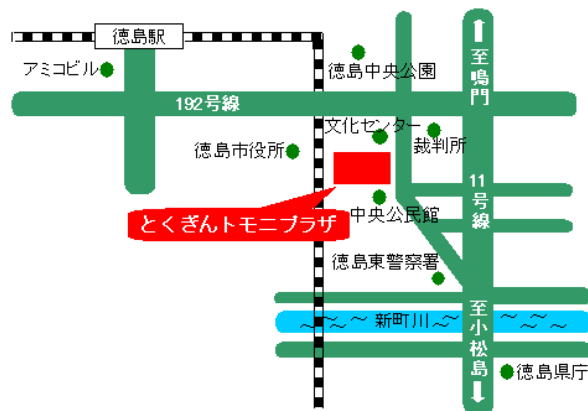 徳島駅
アミコビル
徳島中央公園
至鳴門
192号線
文化センター
裁判所
徳島市役所
11号線
中央公民館
とくぎんトモニプラザ
徳島東警察署
新町川
至小松島
徳島県庁